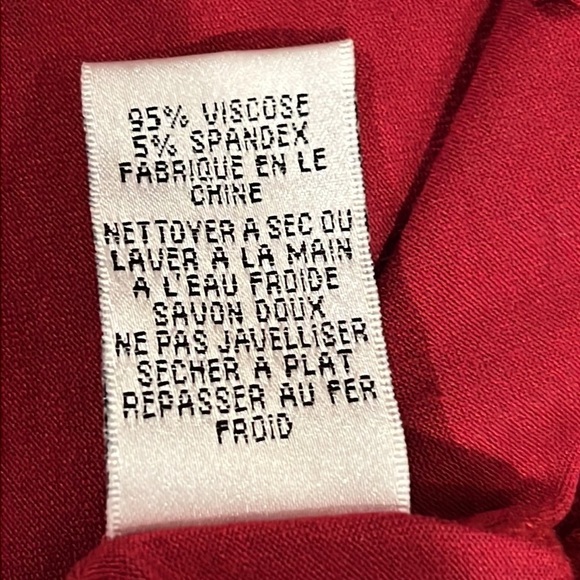 95% VISCOSE
5% SPANDEX
FABRIQUE EN LE
CHINE
NETTOYER A SEC OU
LAVER À LA MAIN
A L'EAU FROIDE
SAVON DOUX
NE PAS JAVELLISER
SECHER A PLAT
REPASSER AU FER
FROID